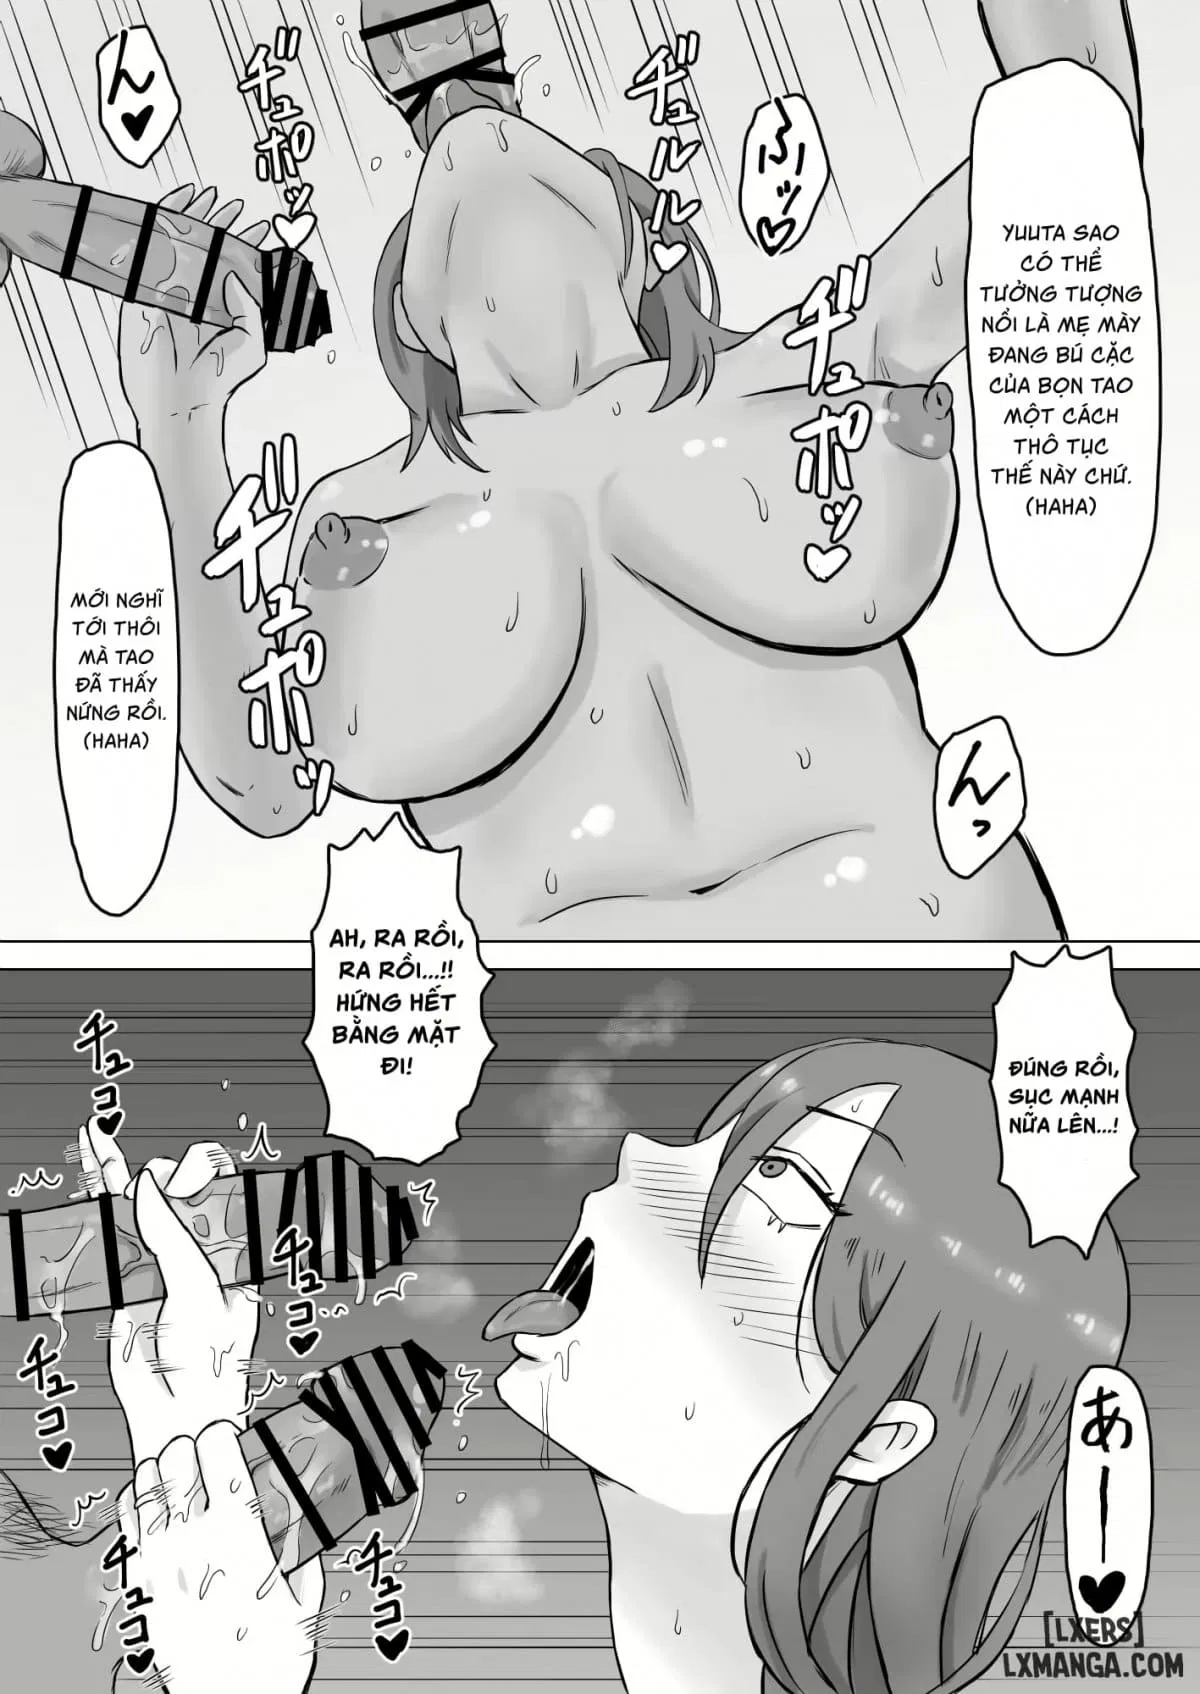 ん♥
ヂュポッ♥
ヂュルルル♥
ふッ♥
YUUTA SAO
CÓ THỂ
TƯỞNG TƯỢNG
NỔI LÀ MẸ MÀY
ĐANG BÚ CẶC
CỦA BỌN TAO
MỘT CÁCH
THÔ TỤC
THẾ NÀY CHỨ.
(HAHA)
ヂュポッ♥
ヂュポッ
MỚI NGHĨ
TỚI THÔI
MÀ TAO
ĐÃ THẤY
NỨNG RỒI.
(HAHA)
んっ
AH, RA RỒI,
RA RỒI...!!
HỨNG HẾT
BẰNG MẶT
ĐI!
ĐÚNG RỒI,
SỤC MẠNH
NỮA LÊN...!
チュコ♥
チュコ♥
チュコ♥
チュコ♥
チュコ♥
あー♥
[LXERS]
LXMANGA.COM